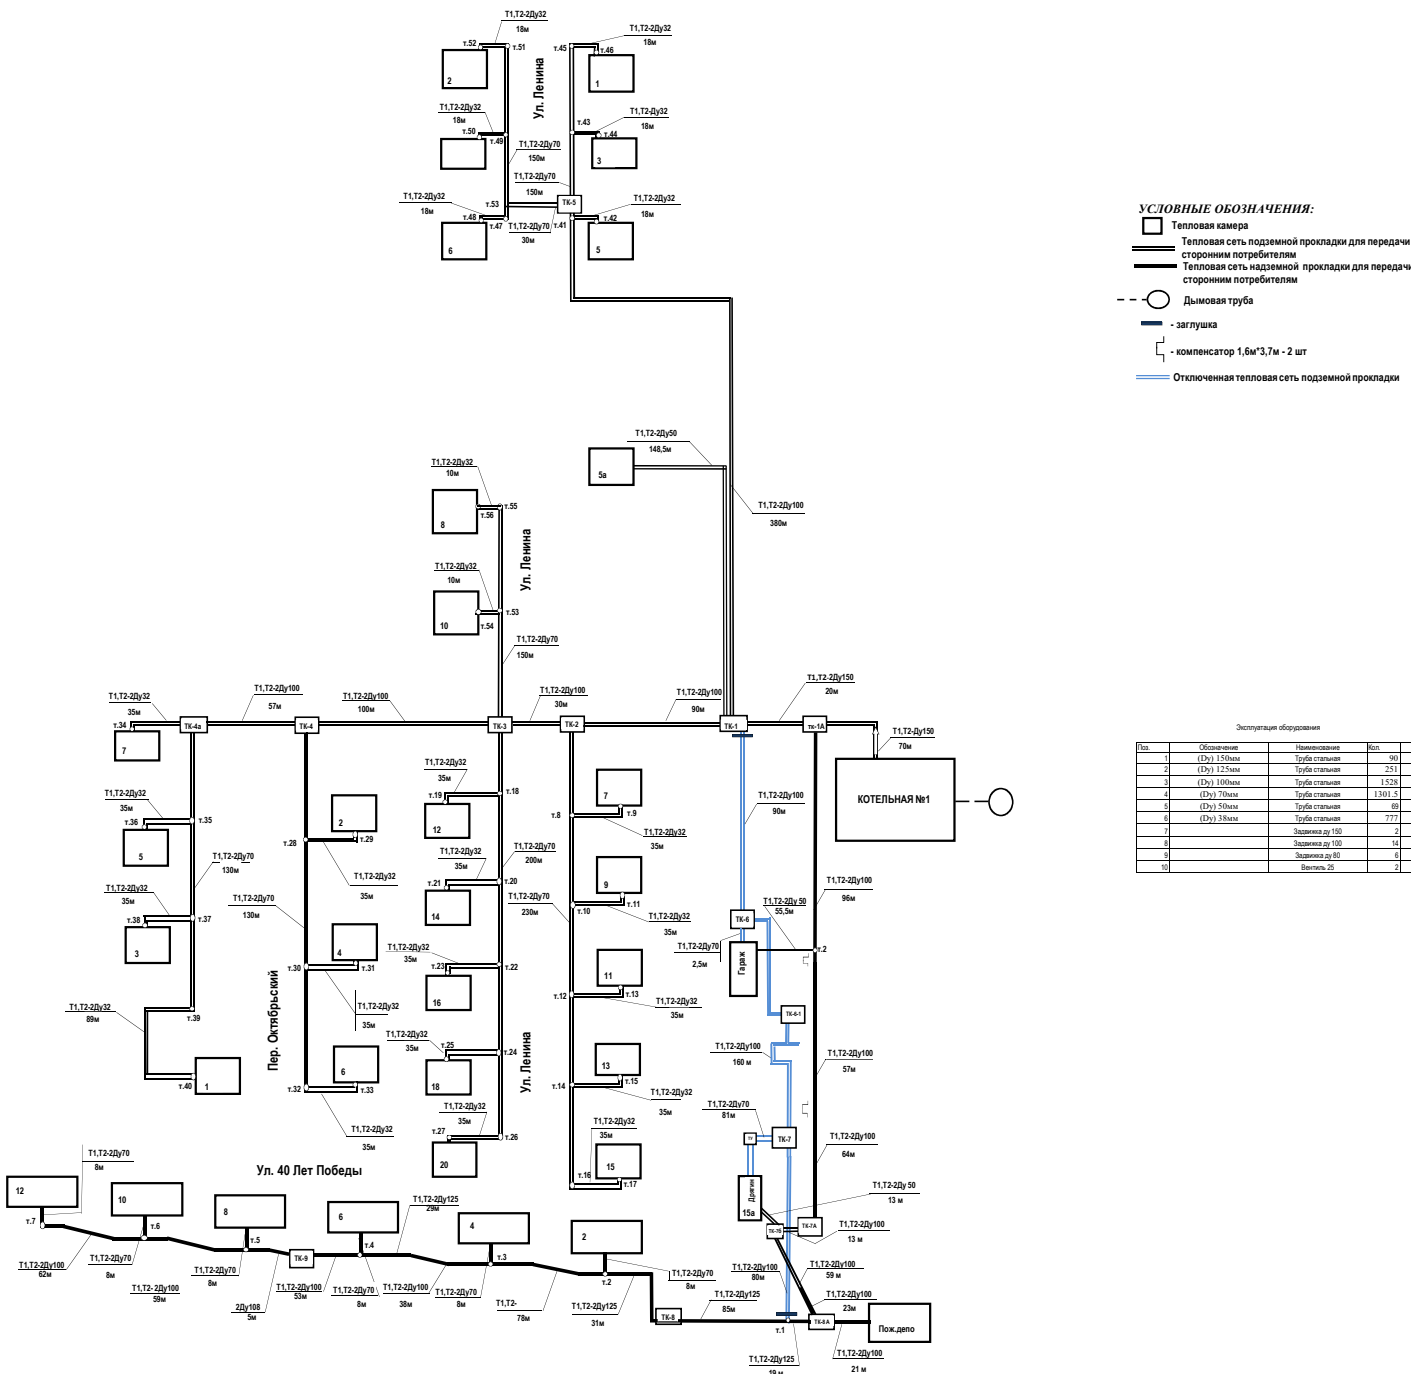 Т1,Т2-2Ду32
18м
т.52
т.51
2
Ул. Ленина
Т1,Т2-2Ду32
18м
т.45
т.46
1
Т1,Т2-2Ду32
18м
т.50
т.49
Т1,Т2-Ду32
18м
т.43
т.44
3
Т1,Т2-2Ду70
150м
Т1,Т2-2Ду70
150м
Т1,Т2-2Ду32
18м
т.53
т.48
т.47
6
ТК-5
Т1,Т2-2Ду70
30м
т.41
Т1,Т2-2Ду32
18м
т.42
5
УСЛОВНЫЕ ОБОЗНАЧЕНИЯ:
Тепловая камера
Тепловая сеть подземной прокладки для передачи
сторонним потребителям
Тепловая сеть надземной прокладки для передачи
сторонним потребителям
Дымовая труба
- заглушка
- компенсатор 1,6м*3,7м - 2 шт
Отключенная тепловая сеть подземной прокладки
Т1,Т2-2Ду50
148,5м
5а
Т1,Т2-2Ду100
380м
Т1,Т2-2Ду32
10м
т.55
т.56
8
Ул. Ленина
Т1,Т2-2Ду32
10м
т.53
т.54
10
Т1,Т2-2Ду70
150м
Т1,Т2-2Ду32
35м
т.34
7
ТК-4а
Т1,Т2-2Ду100
57м
ТК-4
Т1,Т2-2Ду100
100м
ТК-3
Т1,Т2-2Ду100
30м
ТК-2
Т1,Т2-2Ду100
90м
ТК-1
Т1,Т2-2Ду150
20м
тк-1А
Т1,Т2-Ду150
70м
КОТЕЛЬНАЯ №1
Эксплуатация оборудования
Поз. Обозначение Наименование Кол.
1 (Dy) 150мм Труба стальная 90
2 (Dy) 125мм Труба стальная 251
3 (Dy) 100мм Труба стальная 1528
4 (Dy) 70мм Труба стальная 1301.5
5 (Dy) 50мм Труба стальная 69
6 (Dy) 38мм Труба стальная 777
7 Задвижка ду 150 2
8 Задвижка ду 100 14
9 Задвижка ду 80 6
10 Вентиль 25 2
Т1,Т2-2Ду32
35м
т.36
т.35
5
Т1,Т2-2Ду70
130м
Т1,Т2-2Ду32
35м
т.38
т.37
3
Т1,Т2-2Ду32
89м
т.39
т.40
1
2
т.28
т.29
Т1,Т2-2Ду32
35м
Т1,Т2-2Ду70
130м
4
т.30
т.31
Т1,Т2-2Ду32
35м
Пер. Октябрьский
6
т.32
т.33
Т1,Т2-2Ду32
35м
Т1,Т2-2Ду32
35м
т.19
т.18
12
Т1,Т2-2Ду32
35м
Т1,Т2-2Ду70
200м
т.21
т.20
14
Т1,Т2-2Ду32
35м
т.23
т.22
16
Т1,Т2-2Ду32
35м
т.25
т.24
18
Ул. Ленина
Т1,Т2-2Ду32
35м
т.27
т.26
20
7
т.8
т.9
Т1,Т2-2Ду32
35м
Т1,Т2-2Ду70
230м
9
т.10
т.11
Т1,Т2-2Ду32
35м
11
т.12
т.13
Т1,Т2-2Ду32
35м
13
т.14
т.15
Т1,Т2-2Ду32
35м
Т1,Т2-2Ду32
35м
15
т.16
т.17
Т1,Т2-2Ду100
90м
ТК-6
Т1,Т2-2Ду70
2,5м
Гараж
Т1,Т2-2Ду 50
55,5м
Т1,Т2-2Ду100
96м
т.2
ТК-6-1
Т1,Т2-2Ду100
160 м
Т1,Т2-2Ду100
57м
Т1,Т2-2Ду70
81м
ТУ
ТК-7
Т1,Т2-2Ду100
64м
Дрягин
15а
Т1,Т2-2Ду 50
13 м
ТК-7Б
ТК-7А
Т1,Т2-2Ду100
13 м
Т1,Т2-2Ду100
80м
Т1,Т2-2Ду100
59 м
Т1,Т2-2Ду100
23м
Ул. 40 Лет Победы
Т1,Т2-2Ду70
8м
12
т.7
Т1,Т2-2Ду100
62м
10
т.6
Т1,Т2-2Ду70
8м
Т1,Т2- 2Ду100
59м
8
т.5
Т1,Т2-2Ду70
8м
2Ду108
5м
ТК-9
Т1,Т2-2Ду100
53м
6
т.4
Т1,Т2-2Ду70
8м
Т1,Т2-2Ду125
29м
Т1,Т2-2Ду100
38м
4
т.3
Т1,Т2-2Ду70
8м
Т1,Т2-
78м
2
т.2
Т1,Т2-2Ду70
8м
Т1,Т2-2Ду125
31м
ТК-8
Т1,Т2-2Ду125
85м
т.1
Т1,Т2-2Ду125
19 м
ТК-8 А
Пож.депо
Т1,Т2-2Ду100
21 м